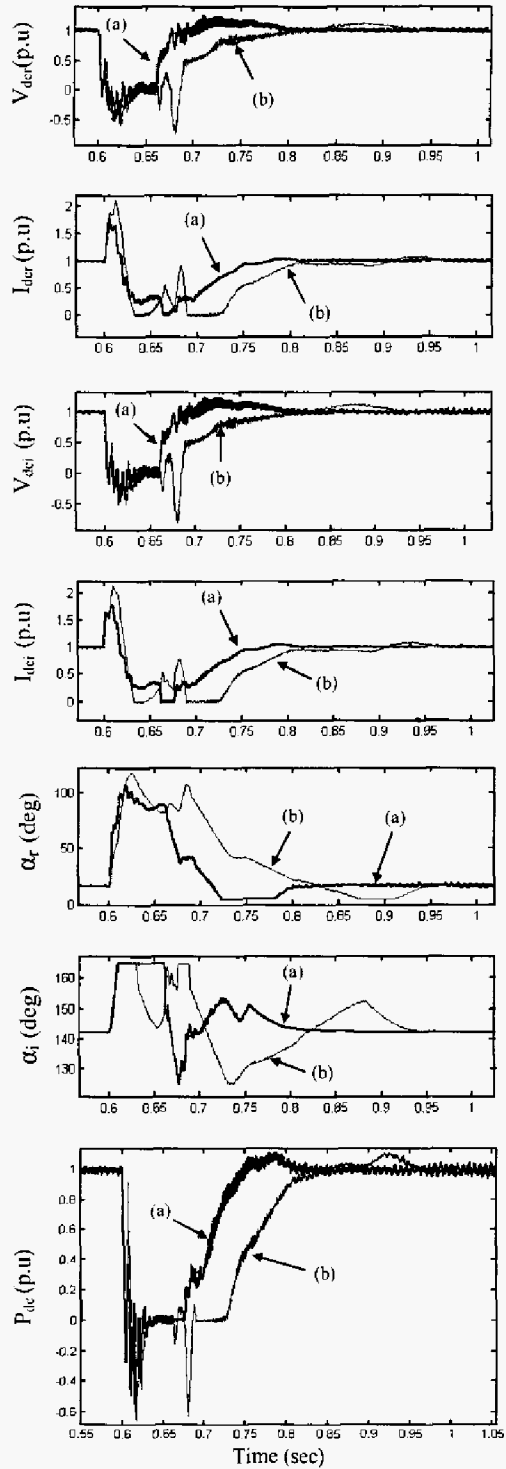 V_dcr(p.u)
1
0.5
0
-0.5
(a)
(b)
0.6 0.65 0.7 0.75 0.8 0.85 0.9 0.95 1
I_dcr (p.u)
2
1.5
1
0.5
0
(a)
(b)
0.6 0.65 0.7 0.75 0.8 0.85 0.9 0.95 1
V_dci (p.u)
1
0.5
0
-0.5
(a)
(b)
0.6 0.65 0.7 0.75 0.8 0.85 0.9 0.95 1
I_dci (p.u)
2
1.5
1
0.5
0
(a)
(b)
0.6 0.65 0.7 0.75 0.8 0.85 0.9 0.95 1
α_r (deg)
100
50
0
(b)
(a)
0.6 0.65 0.7 0.75 0.8 0.85 0.9 0.95 1
α_i (deg)
160
150
140
130
(a)
(b)
0.6 0.65 0.7 0.75 0.8 0.85 0.9 0.95 1
P_dc (p.u)
1
0.8
0.6
0.4
0.2
0
-0.2
-0.4
-0.6
(a)
(b)
0.55 0.6 0.65 0.7 0.75 0.8 0.85 0.9 0.95 1 1.05
Time (sec)